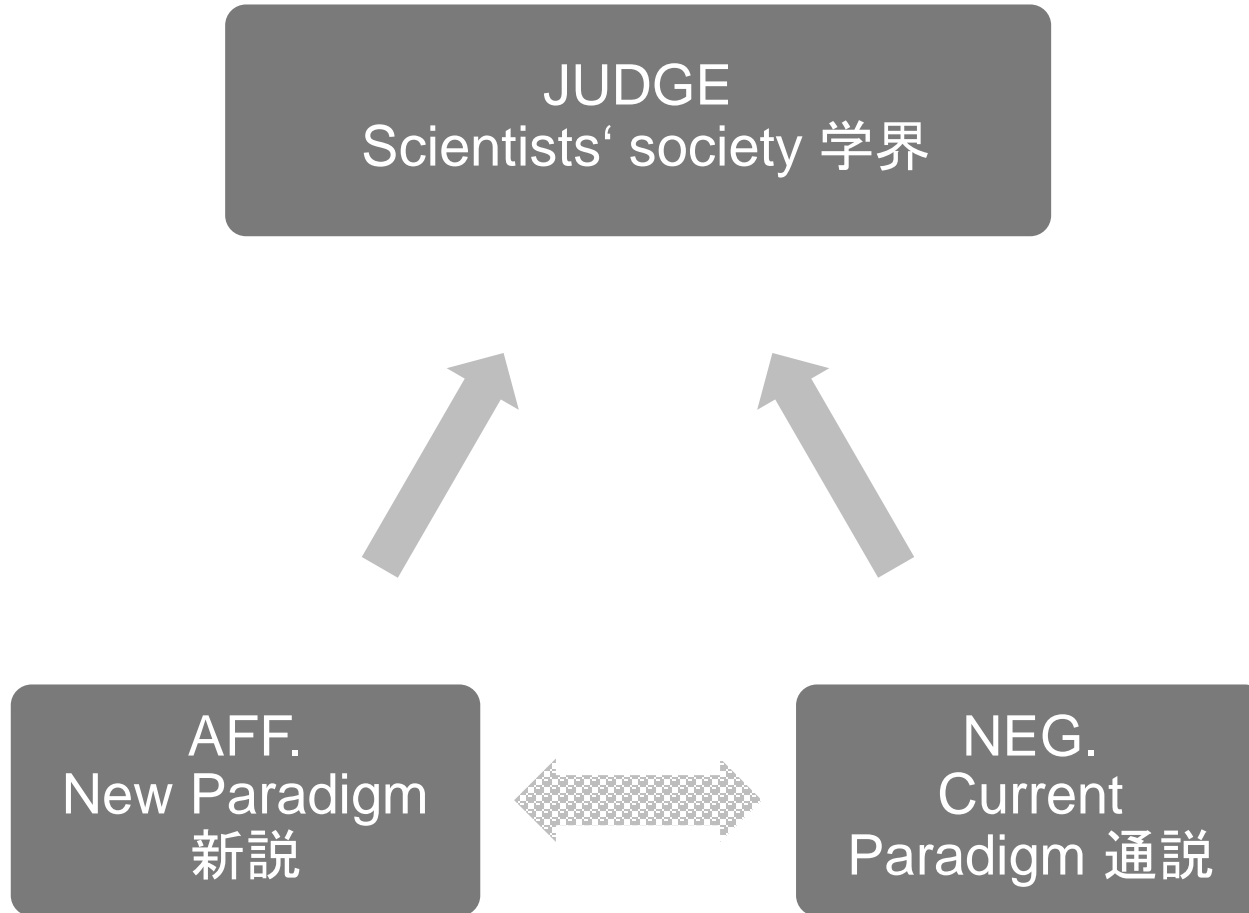 JUDGE
Scientists‘ society 学界
AFF.
New Paradigm
新説
NEG.
Current
Paradigm 通説